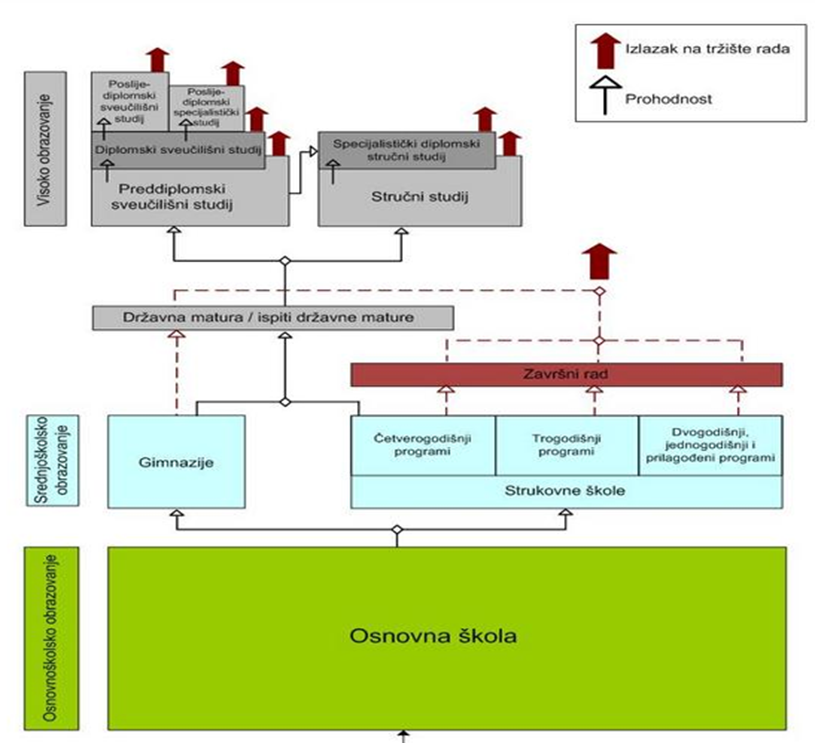 Izlazak na tržište rada
Prohodnost
Visoko obrazovanje
Poslije-
diplomski
sveučilišni
studij
Poslije-
diplomski
specijalistički
studij
Diplomski sveučilišni studij
Preddiplomski
sveučilišni studij
Specijalistički diplomski
stručni studij
Stručni studij
Državna matura / ispiti državne mature
Završni rad
Srednjoškolsko
obrazovanje
Gimnazije
Četverogodišnji
programi
Trogodišnji
programi
Dvogodišnji,
jednogodišnji i
prilagođeni programi
Strukovne škole
Osnovnoškolsko obrazovanje
Osnovna škola